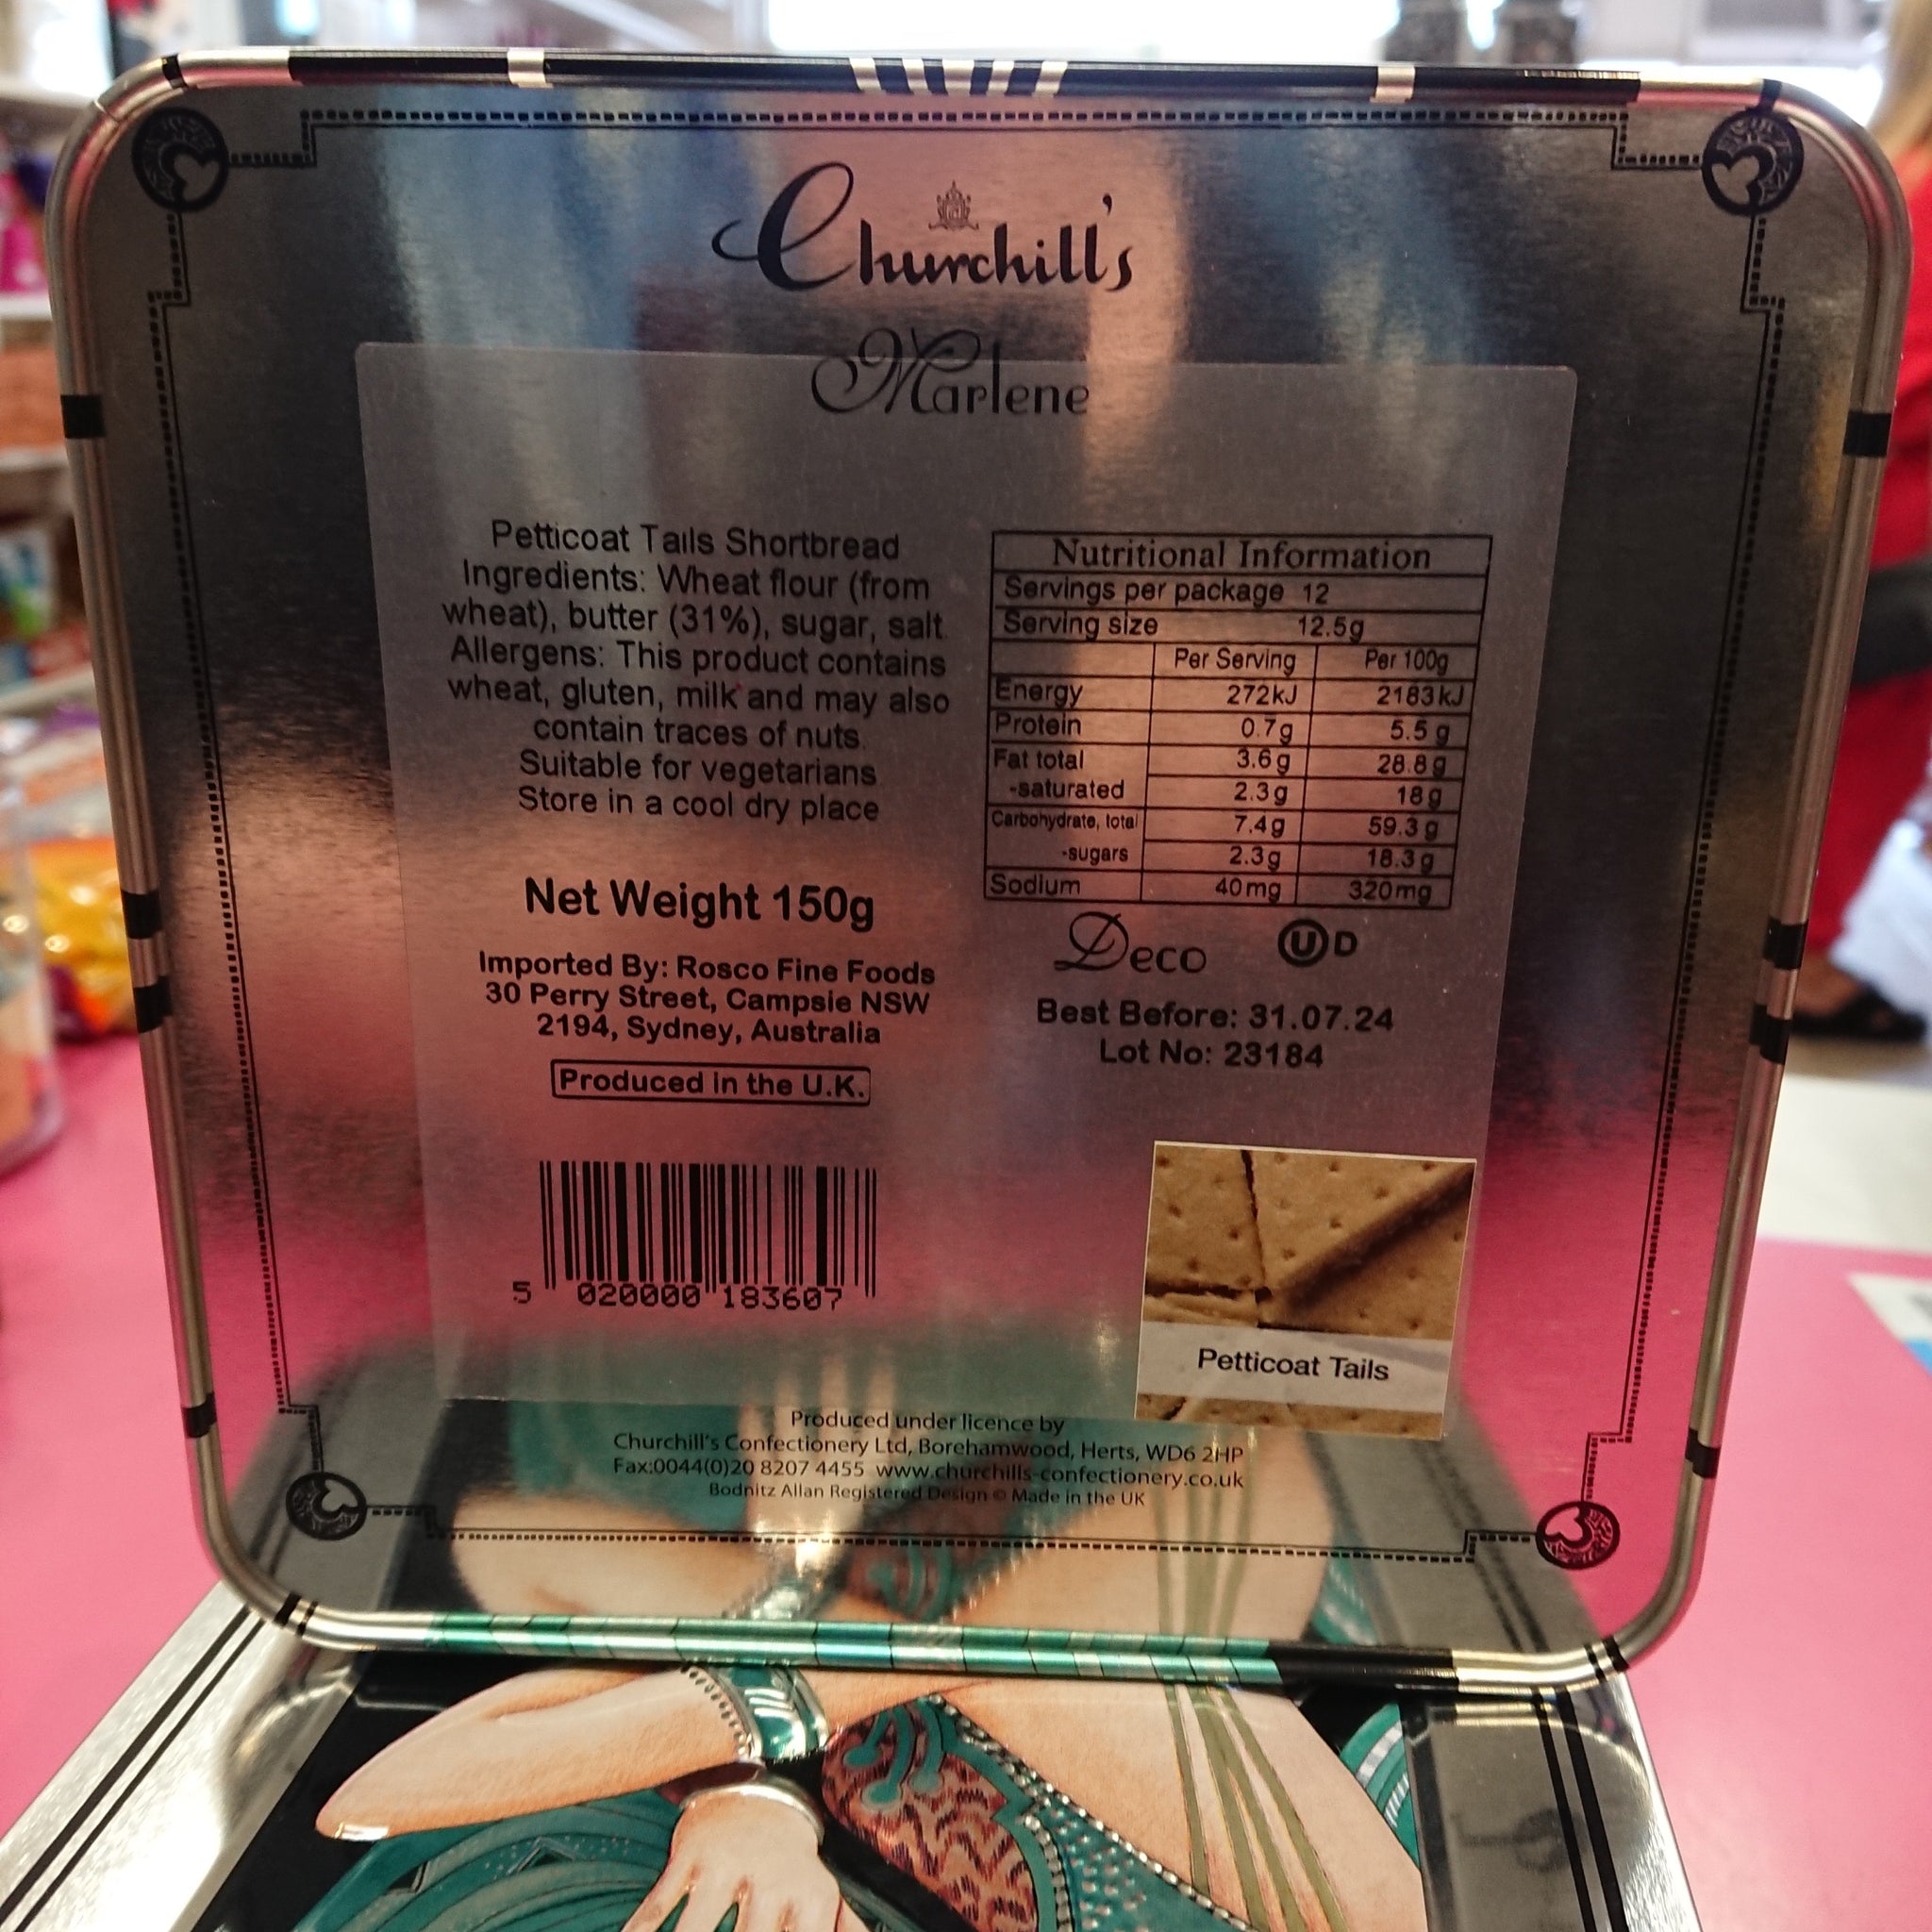 Churchill's
Marlene
Petticoat Tails Shortbread
Ingredients: Wheat flour (from
wheat), butter (31%), sugar, salt.
Allergens: This product contains
wheat, gluten, milk and may also
contain traces of nuts.
Suitable for vegetarians
Store in a cool dry place
Net Weight 150g
Imported By: Rosco Fine Foods
30 Perry Street, Campsie NSW
2194, Sydney, Australia
Produced in the U.K.
5 020000 183607
Nutritional Information
Servings per package 12
Serving size 12.5g
Per Serving Per 100g
Energy 272kJ 2183kJ
Protein 0.7g 5.5g
Fat total 3.6g 28.8g
-saturated 2.3g 18g
Carbohydrate, total 7.4g 59.3g
-sugars 2.3g 18.3g
Sodium 40mg 320mg
Deco U D
Best Before: 31.07.24
Lot No: 23184
Petticoat Tails
Produced under licence by
Churchill's Confectionery Ltd, Borehamwood, Herts, WD6 2HP
Fax:0044(0)20 8207 4455 www.churchills-confectionery.co.uk
Bodnitz Allan Registered Design © Made in the UK